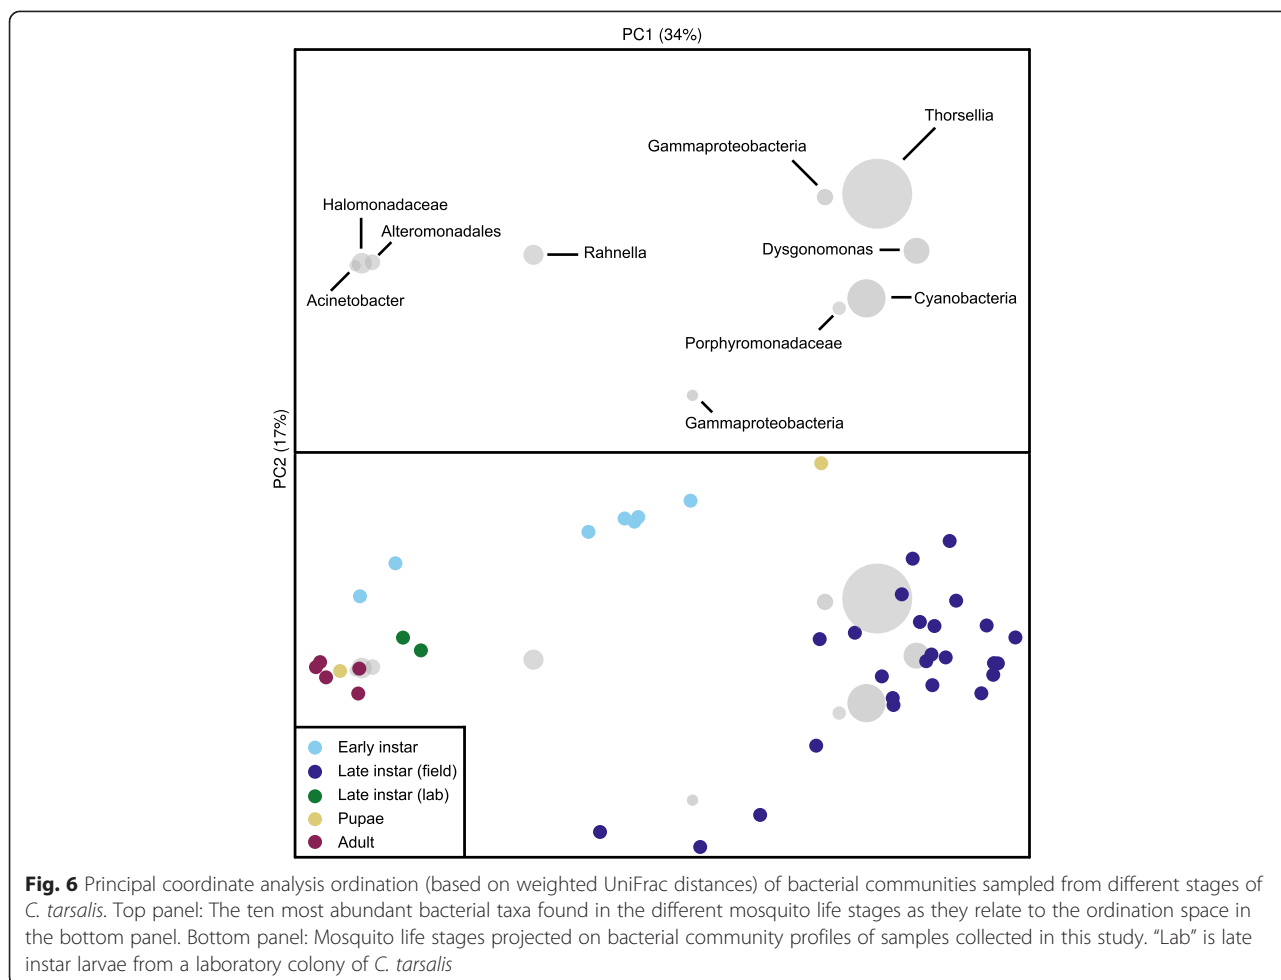 PC1 (34%)
Thorsellia
Gammaproteobacteria
Halomonadaceae
Alteromonadales
Dysgonomonas
Rahnella
Acinetobacter
Cyanobacteria
Porphyromonadaceae
Gammaproteobacteria
PC2 (17%)
Early instar
Late instar (field)
Late instar (lab)
Pupae
Adult
Fig. 6 Principal coordinate analysis ordination (based on weighted UniFrac distances) of bacterial communities sampled from different stages of
C. tarsalis. Top panel: The ten most abundant bacterial taxa found in the different mosquito life stages as they relate to the ordination space in
the bottom panel. Bottom panel: Mosquito life stages projected on bacterial community profiles of samples collected in this study. “Lab” is late
instar larvae from a laboratory colony of C. tarsalis